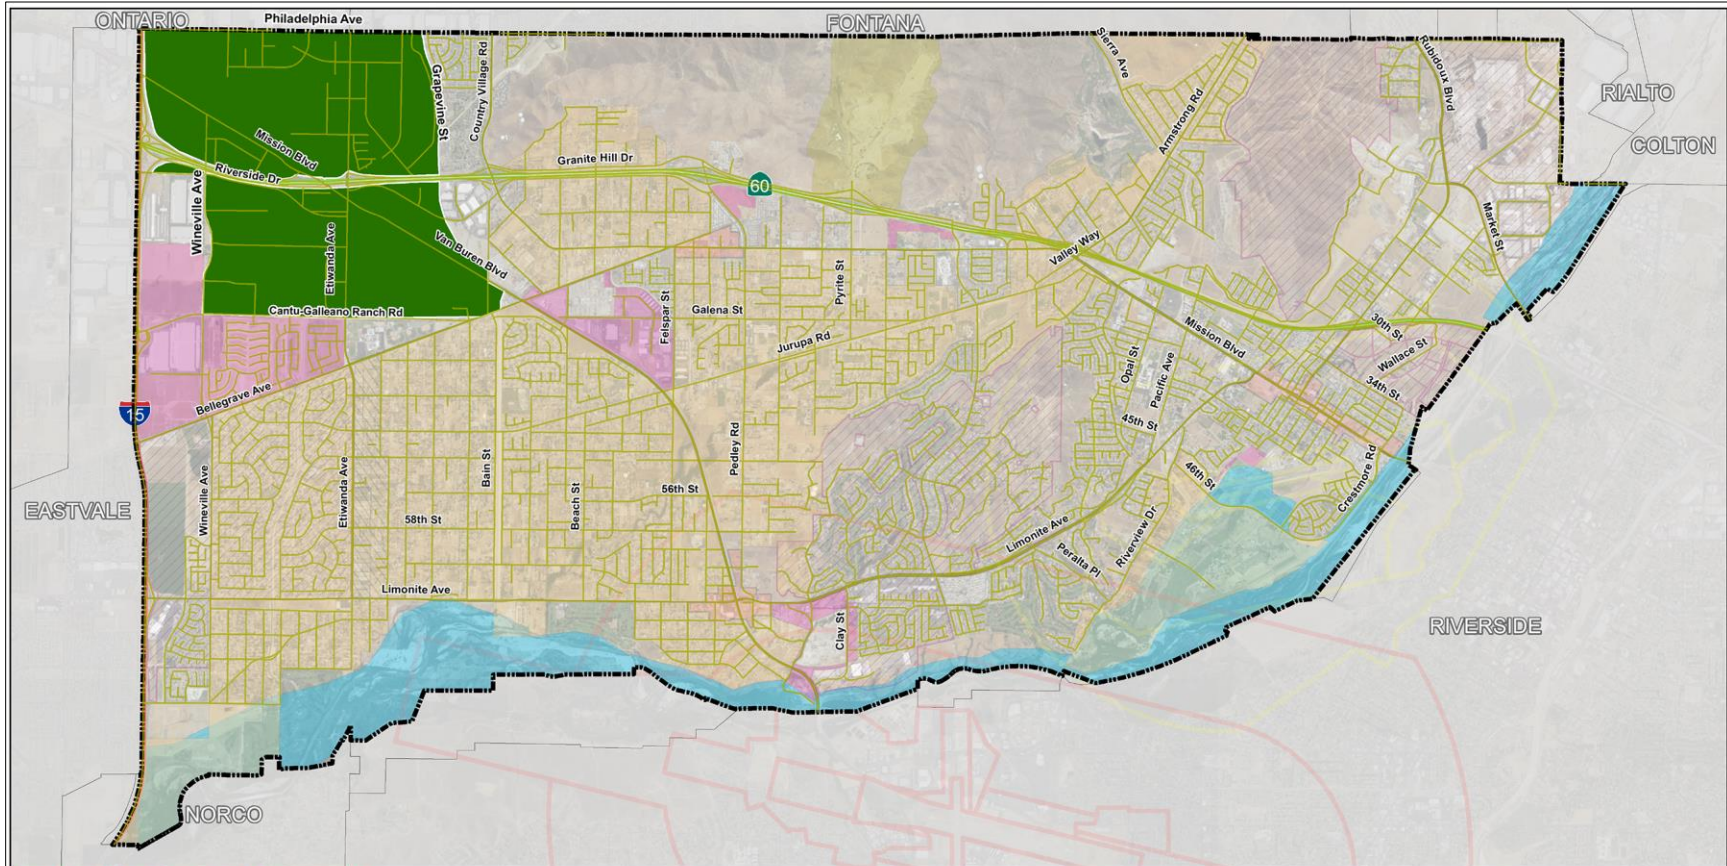 ONTARIO
Philadelphia Ave
FONTANA
Grapevine St
Country Village Rd
Sierra Ave
Rubidoux Blvd
RIALTO
COLTON
Armstrong Rd
Mission Blvd
Riverside Dr
Granite Hill Dr
60
Wineville Ave
Etiwanda Ave
Van Buren Blvd
Valley Way
Market St
Cantu-Galleano Ranch Rd
Felspar St
Galena St
Pyrite St
Jurupa Rd
Mission Blvd
30th St
Wallace St
34th St
Opal St
Pacific Ave
15
Bellegrave Ave
45th St
Pedley Rd
Bain St
46th St
Crestmore Rd
EASTVALE
Wineville Ave
Etiwanda Ave
58th St
Beach St
56th St
Limonite Ave
Riverview Dr
Peralta Pl
Limonite Ave
Clay St
RIVERSIDE
NORCO